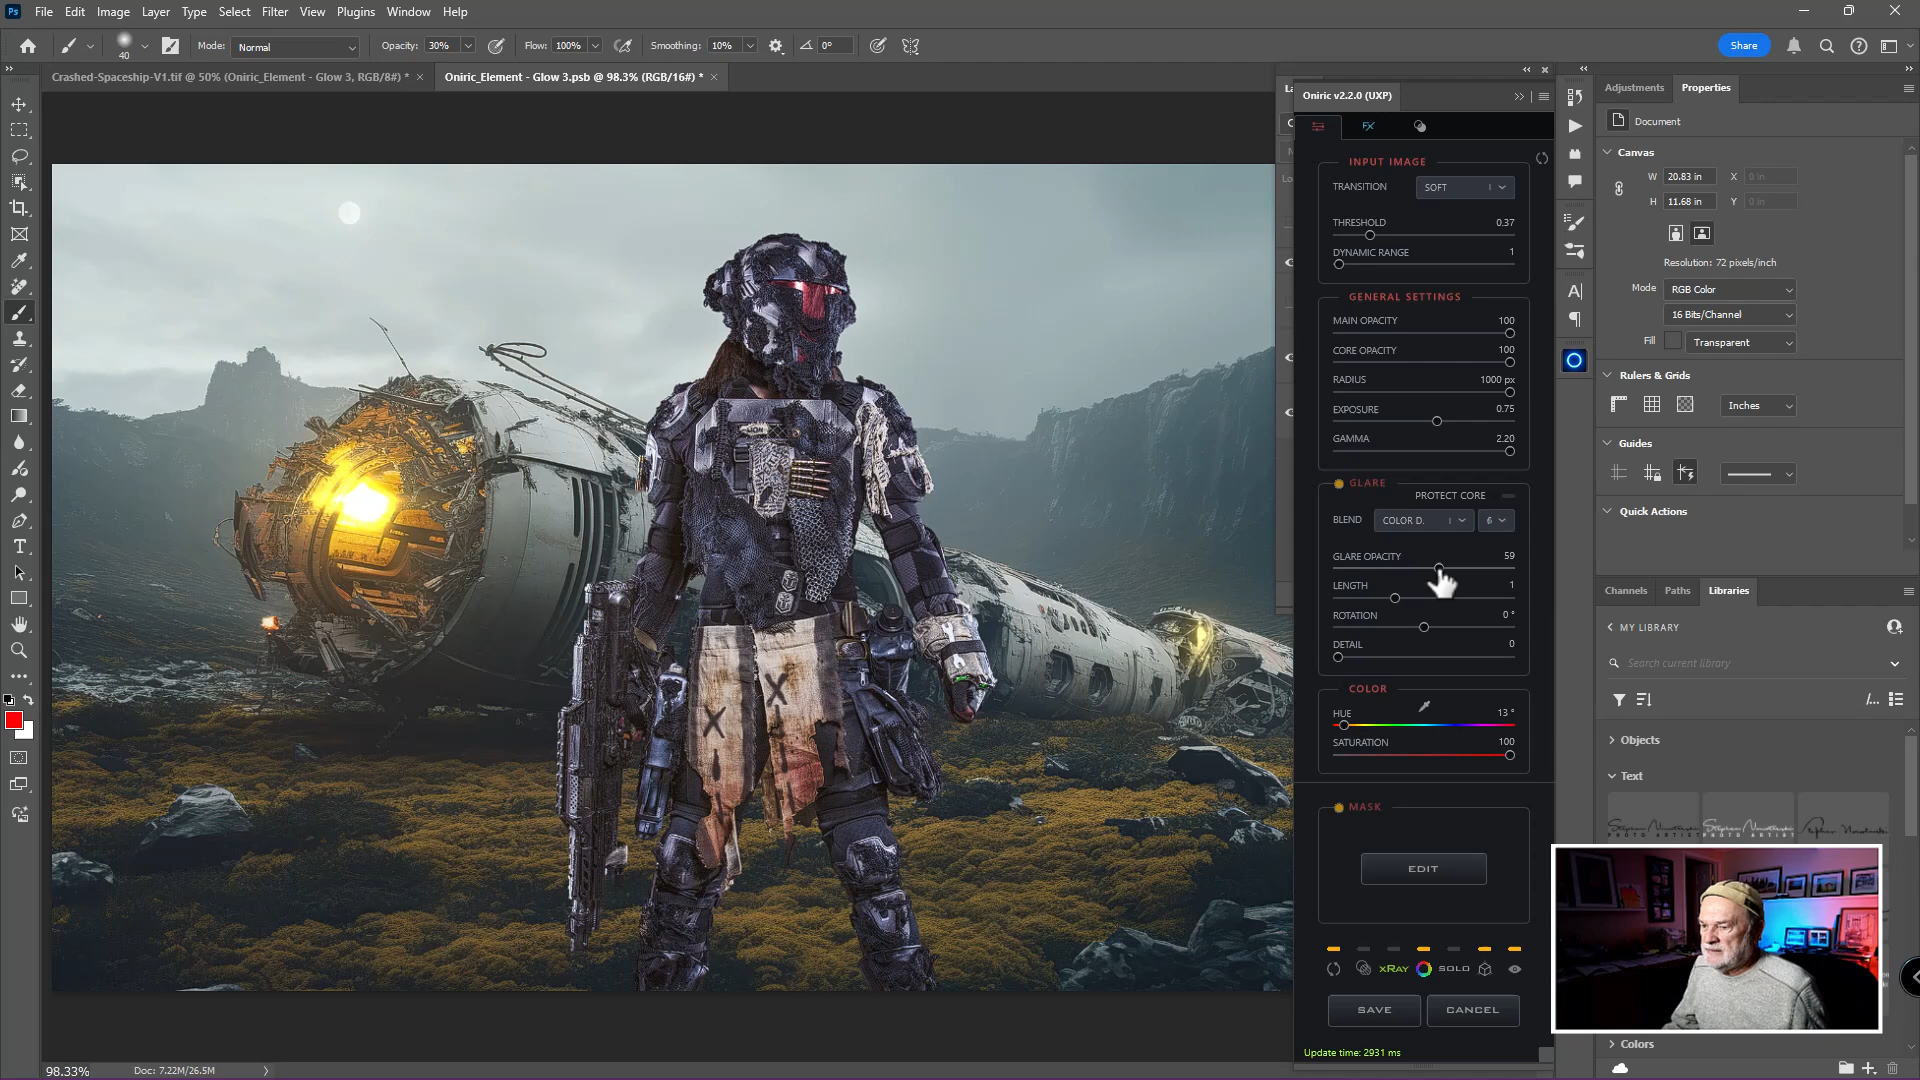 Ps File Edit Image Layer Type Select Filter View Plugins Window Help
40 Mode: Normal Opacity: 30% Flow: 100% Smoothing: 10% 0° Share
Crashed-Spaceship-V1.tif @ 50% (Oniric_Element - Glow 3, RGB/8#) * × Oniric_Element - Glow 3.psb @ 98.3% (RGB/16#) * ×
Oniric v2.2.0 (UXP)
FX
INPUT IMAGE
TRANSITION SOFT
THRESHOLD 0.37
DYNAMIC RANGE 1
GENERAL SETTINGS
MAIN OPACITY 100
CORE OPACITY 100
RADIUS 1000 px
EXPOSURE 0.75
GAMMA 2.20
GLARE
PROTECT CORE
BLEND COLOR D. 6
GLARE OPACITY 59
LENGTH 1
ROTATION 0 °
DETAIL 0
COLOR
HUE 13 °
SATURATION 100
MASK
EDIT
xRAY SOLO
SAVE CANCEL
Update time: 2931 ms
Adjustments Properties
Document
Canvas
W 20.83 in X 0 in
H 11.68 in Y 0 in
Resolution: 72 pixels/inch
Mode RGB Color
16 Bits/Channel
Fill Transparent
Rulers & Grids
Inches
Guides
Quick Actions
Channels Paths Libraries
MY LIBRARY
Search current library
Objects
Text
Colors
98.33% Doc: 7.22M/26.5M